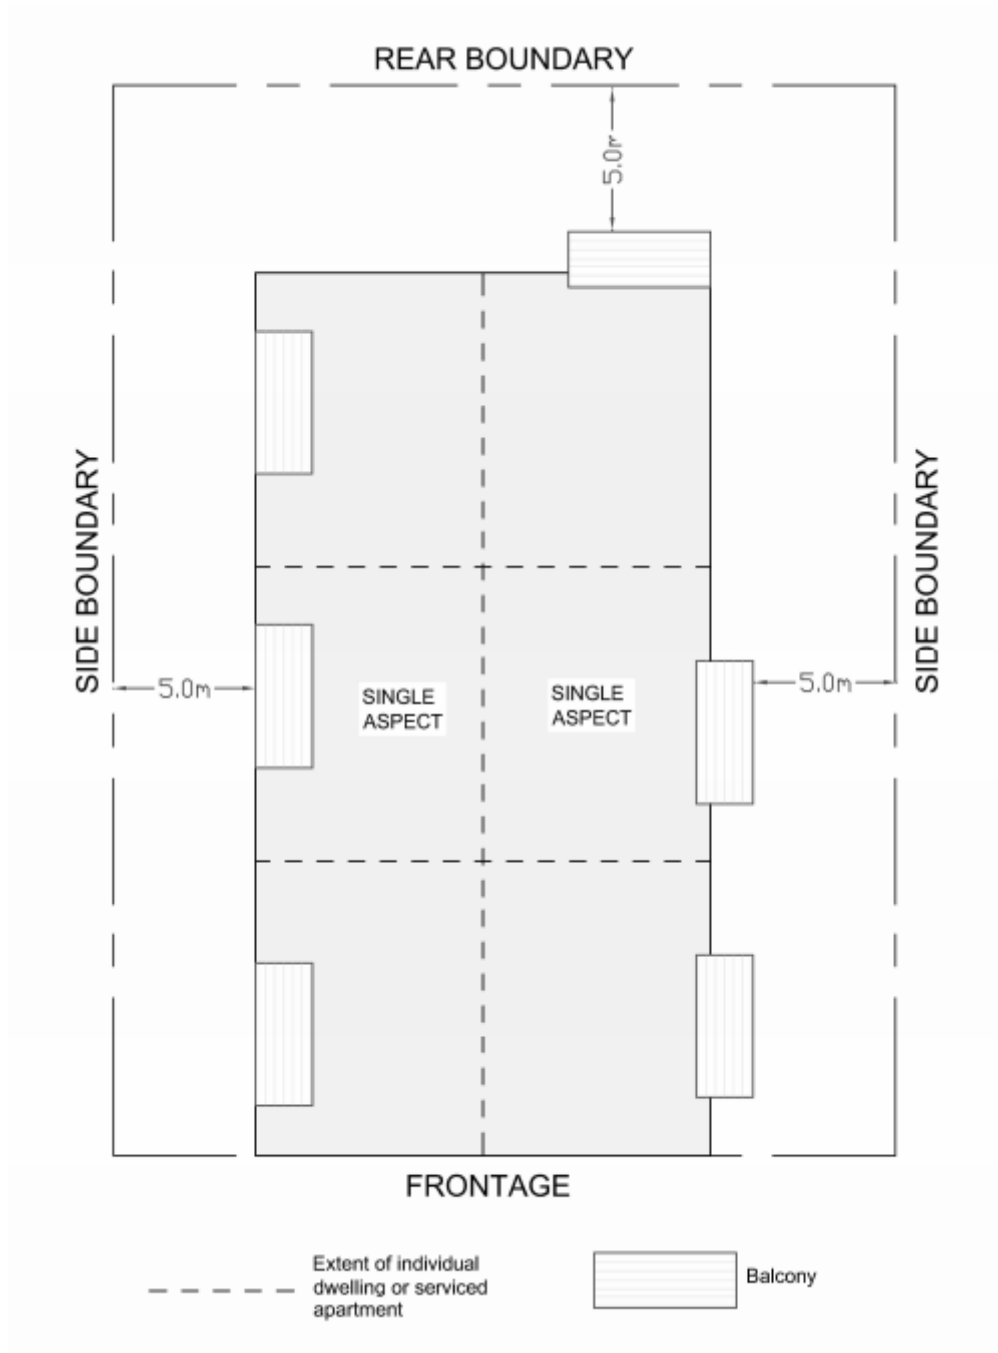 REAR BOUNDARY
5.0m
SIDE BOUNDARY
SIDE BOUNDARY
5.0m
SINGLE
ASPECT
SINGLE
ASPECT
5.0m
FRONTAGE
Extent of individual
dwelling or serviced
apartment
Balcony